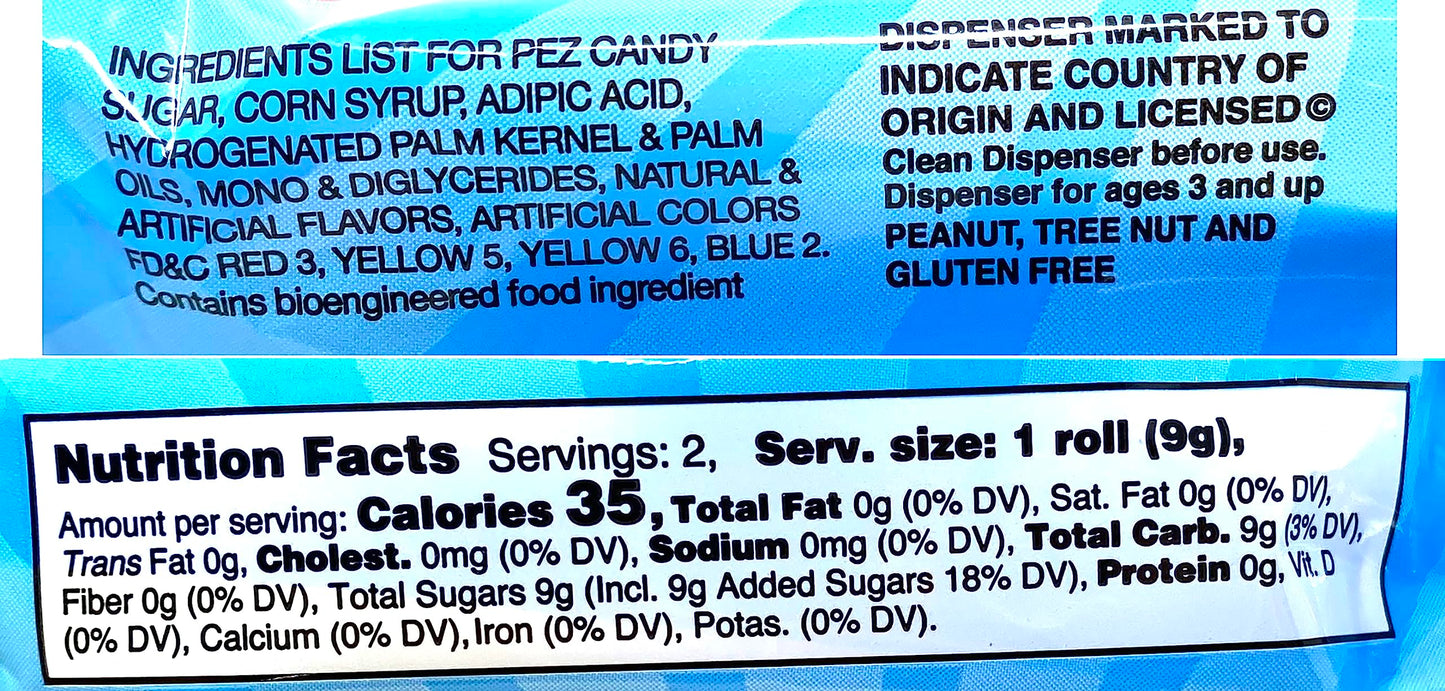 INGREDIENTS LIST FOR PEZ CANDY
SUGAR, CORN SYRUP, ADIPIC ACID,
HYDROGENATED PALM KERNEL & PALM
OILS, MONO & DIGLYCERIDES, NATURAL &
ARTIFICIAL FLAVORS, ARTIFICIAL COLORS
FD&C RED 3, YELLOW 5, YELLOW 6, BLUE 2.
Contains bioengineered food ingredient
DISPENSER MARKED TO
INDICATE COUNTRY OF
ORIGIN AND LICENSED©
Clean Dispenser before use.
Dispenser for ages 3 and up
PEANUT, TREE NUT AND
GLUTEN FREE
Nutrition Facts Servings: 2, Serv. size: 1 roll (9g),
Amount per serving: Calories 35, Total Fat 0g (0% DV), Sat. Fat 0g (0% DV),
Trans Fat 0g, Cholest. 0mg (0% DV), Sodium 0mg (0% DV), Total Carb. 9g (3% DV),
Fiber 0g (0% DV), Total Sugars 9g (Incl. 9g Added Sugars 18% DV), Protein 0g, Vit. D
(0% DV), Calcium (0% DV), Iron (0% DV), Potas. (0% DV).